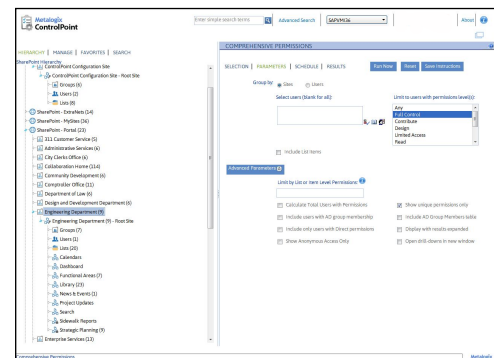 Metalogix
ControlPoint
Enter simple search terms
Advanced Search
SAPVM536
About
HIERARCHY | MANAGE | FAVORITES | SEARCH
SharePoint Hierarchy
ControlPoint Configuration Site
ControlPoint Configuration Site - Root Site
Groups (6)
Users (2)
Lists (8)
SharePoint - ExtraNets (14)
SharePoint - MySites (36)
SharePoint - Portal (23)
311 Customer Service (5)
Administrative Services (6)
City Clerks Office (6)
Collaboration Home (114)
Community Development (6)
Comptroller Office (11)
Department of Law (6)
Design and Development Department (6)
Engineering Department (9)
Engineering Department (9) - Root Site
Groups (7)
Users (1)
Lists (20)
Calendars
Dashboard
Functional Areas (7)
Library (23)
News & Events (1)
Project Updates
Search
Sidewalk Reports
Strategic Planning (9)
Enterprise Services (13)
COMPREHENSIVE PERMISSIONS
SELECTION | PARAMETERS | SCHEDULE | RESULTS
Run Now
Reset
Save Instructions
Group by:
Sites
Users
Select users (blank for all):
Limit to users with permissions level(s):
Any
Full Control
Contribute
Design
Limited Access
Read
Include List Items
Advanced Parameters
Limit by List or Item Level Permissions:
Calculate Total Users with Permissions
Show unique permissions only
Include users with AD group membership
Include AD Group Members table
Include only users with Direct permissions
Display with results expanded
Show Anonymous Access Only
Open drill downs in new window
Comprehensive Permissions
Metalogix